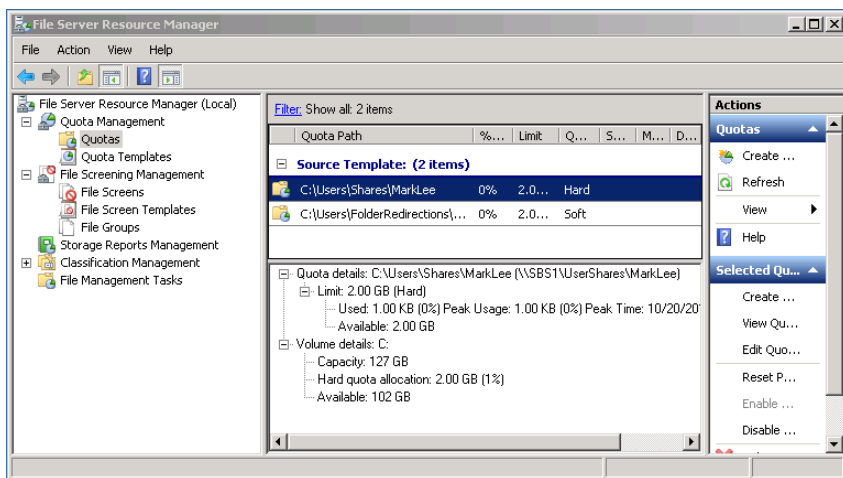 File Server Resource Manager
File Action View Help
File Server Resource Manager (Local)
Quota Management
Quotas
Quota Templates
File Screening Management
File Screens
File Screen Templates
File Groups
Storage Reports Management
Classification Management
File Management Tasks
Filter: Show all: 2 items
Quota Path %... Limit Q... S... M... D...
Source Template: (2 items)
C:\Users\Shares\MarkLee 0% 2.0... Hard
C:\Users\FolderRedirections\... 0% 2.0... Soft
Quota details: C:\Users\Shares\MarkLee (\\SBS1\UserShares\MarkLee)
Limit: 2.00 GB (Hard)
Used: 1.00 KB (0%) Peak Usage: 1.00 KB (0%) Peak Time: 10/20/20
Available: 2.00 GB
Volume details: C:
Capacity: 127 GB
Hard quota allocation: 2.00 GB (1%)
Available: 102 GB
Actions
Quotas
Create ...
Refresh
View
Help
Selected Qu...
Create ...
View Qu...
Edit Quo...
Reset P...
Enable ...
Disable ...